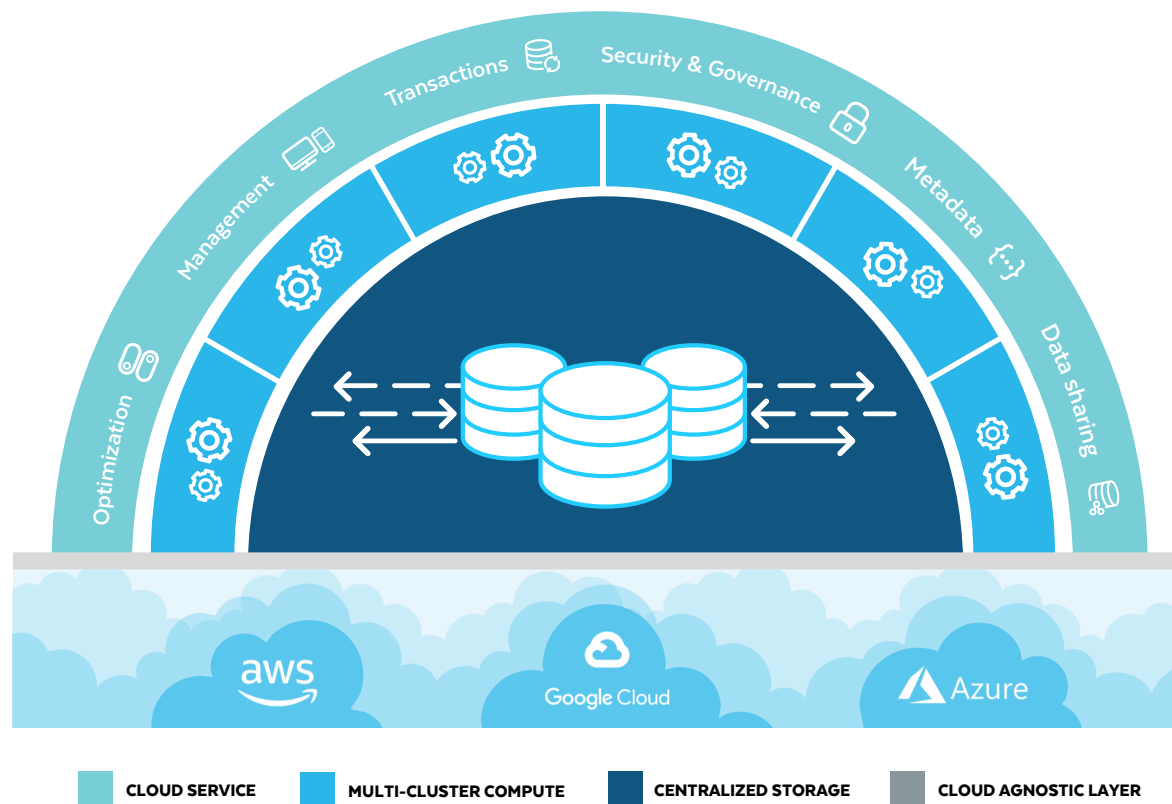 Optimization
Management
Transactions
Security & Governance
Metadata
Data sharing
aws
Google Cloud
Azure
CLOUD SERVICE
MULTI-CLUSTER COMPUTE
CENTRALIZED STORAGE
CLOUD AGNOSTIC LAYER